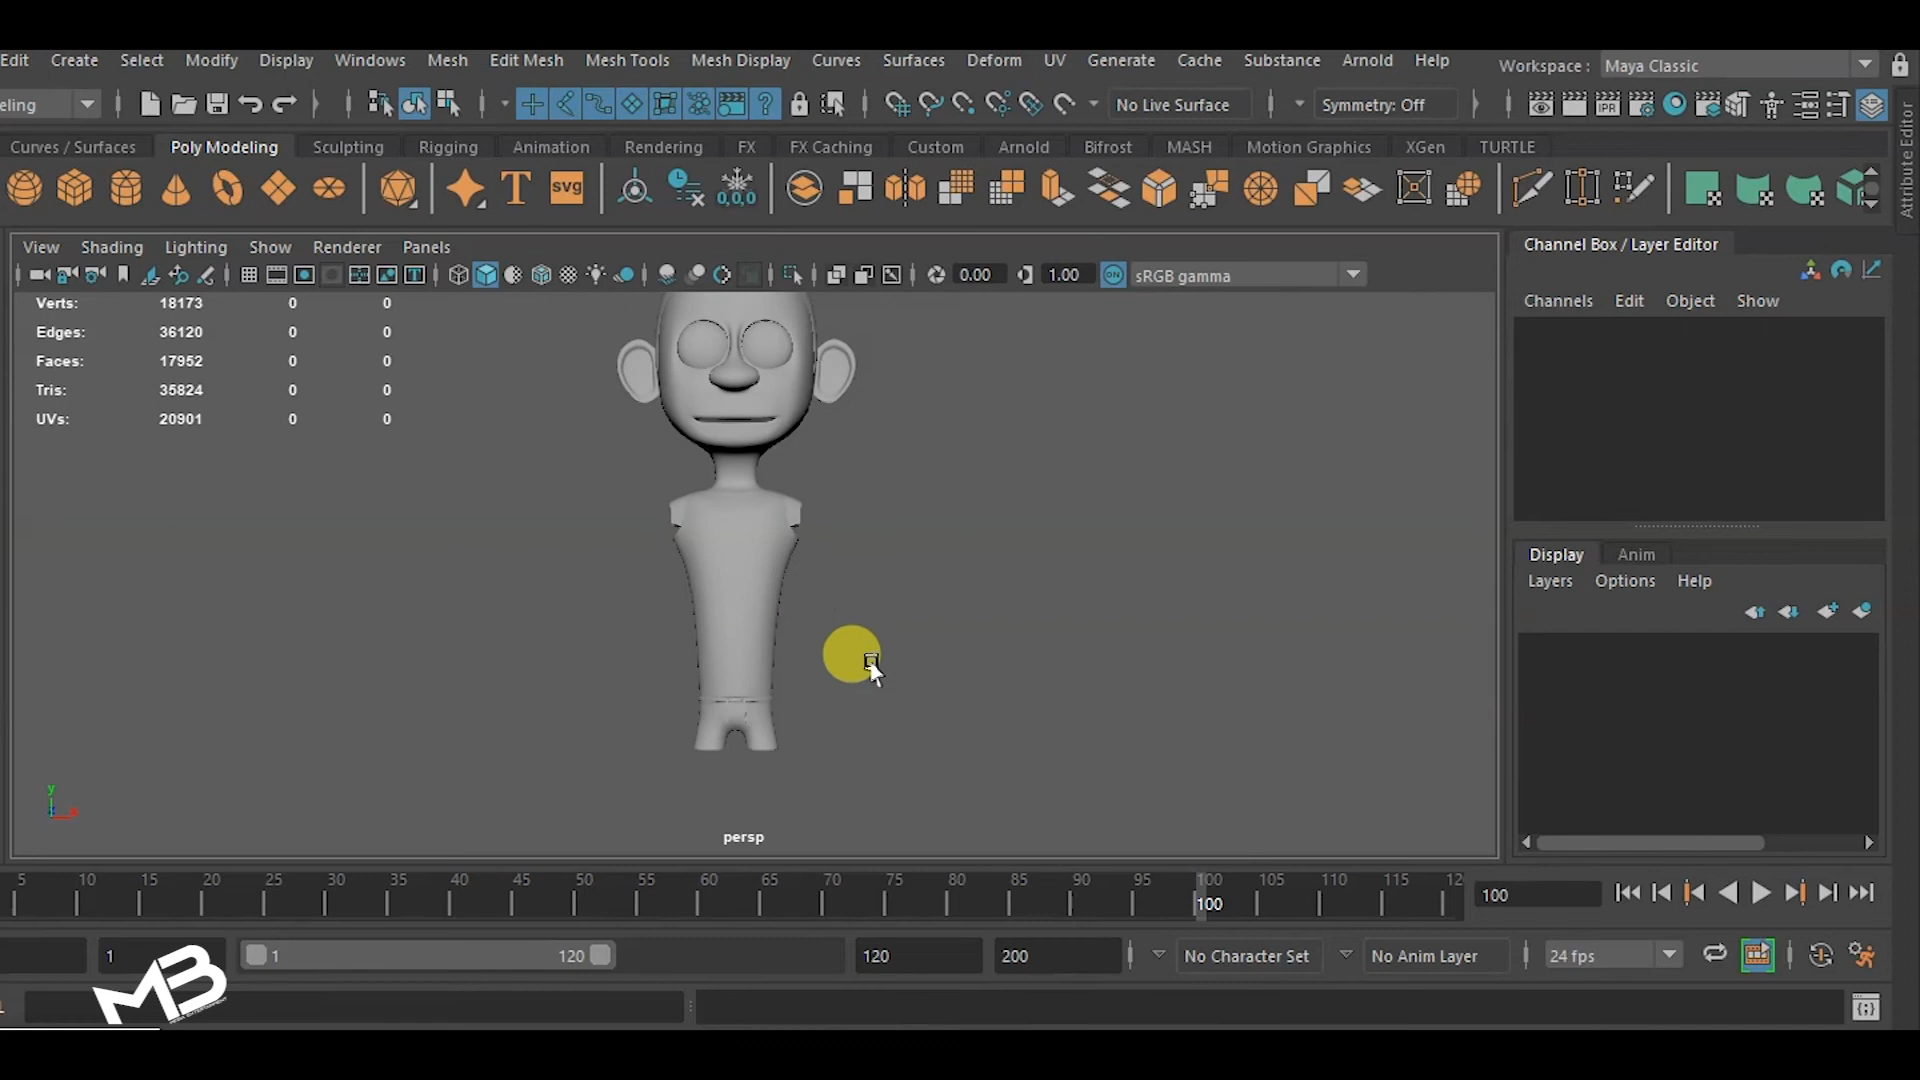 Edit Create Select Modify Display Windows Mesh Edit Mesh Mesh Tools Mesh Display Curves Surfaces Deform UV Generate Cache Substance Arnold Help Workspace : Maya Classic
eling No Live Surface Symmetry: Off
Curves / Surfaces Poly Modeling Sculpting Rigging Animation Rendering FX FX Caching Custom Arnold Bifrost MASH Motion Graphics XGen TURTLE
Attribute Editor
T svg 0,0,0
View Shading Lighting Show Renderer Panels
0.00 1.00 ON sRGB gamma
Channel Box / Layer Editor
Channels Edit Object Show
Verts: 18173 0 0
Edges: 36120 0 0
Faces: 17952 0 0
Tris: 35824 0 0
UVs: 20901 0 0
Display Anim
Layers Options Help
y
x
persp
5 10 15 20 25 30 35 40 45 50 55 60 65 70 75 80 85 90 95 100 105 110 115 12
100
100
1 1 120 120 200 No Character Set No Anim Layer 24 fps
MB